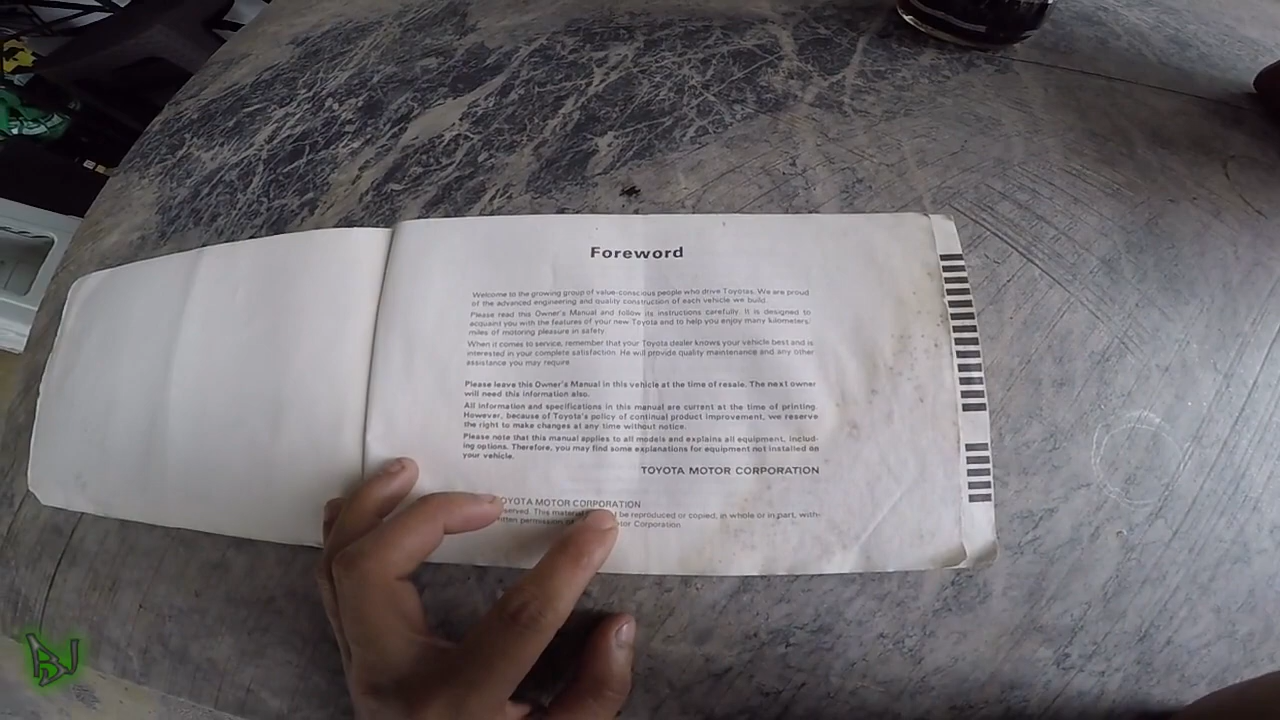 Foreword
Welcome to the growing group of value-conscious people who drive Toyotas. We are proud
of the advanced engineering and quality construction of each vehicle we build.
Please read this Owner's Manual and follow its instructions carefully. It is designed to
acquaint you with the features of your new Toyota and to help you enjoy many kilometers/
miles of motoring pleasure in safety.
When it comes to service, remember that your Toyota dealer knows your vehicle best and is
interested in your complete satisfaction. He will provide quality maintenance and any other
assistance you may require.
Please leave this Owner's Manual in this vehicle at the time of resale. The next owner
will need this information also.
All information and specifications in this manual are current at the time of printing.
However, because of Toyota's policy of continual product improvement, we reserve
the right to make changes at any time without notice.
Please note that this manual applies to all models and explains all equipment, includ-
ing options. Therefore, you may find some explanations for equipment not installed on
your vehicle.
TOYOTA MOTOR CORPORATION
TOYOTA MOTOR CORPORATION
This material be reproduced or copied, in whole or in part, with-
permission of Motor Corporation
BJ